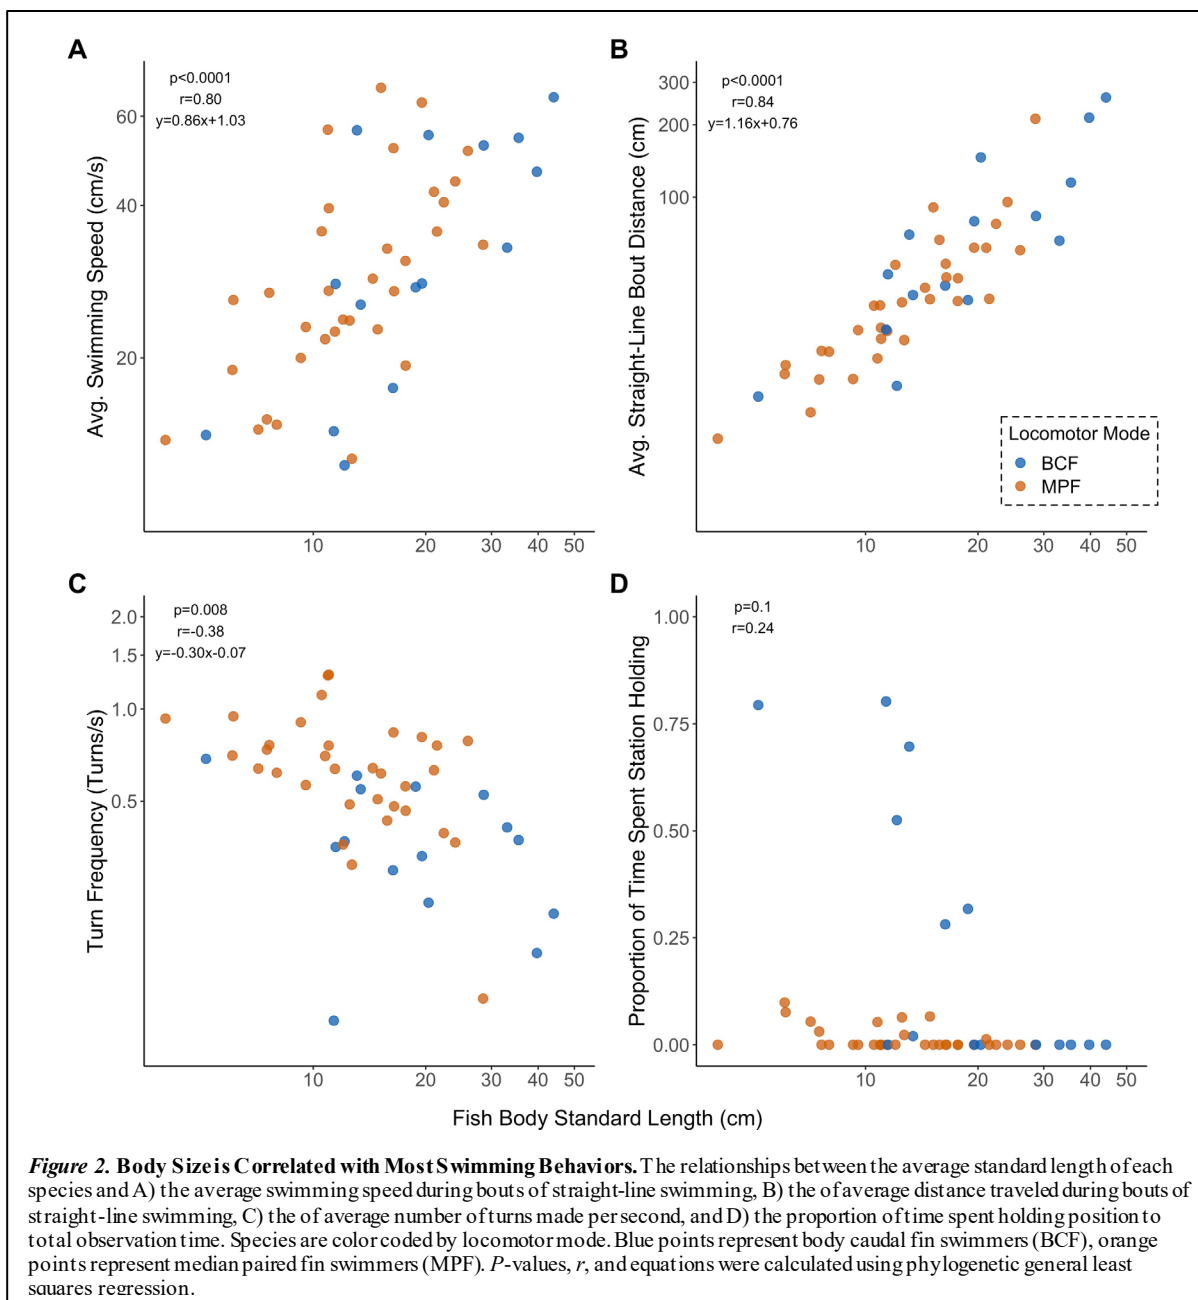 A
p<0.0001
r=0.80
y=0.86x+1.03
Avg. Swimming Speed (cm/s)
60
40
20
10 20 30 40 50
B
p<0.0001
r=0.84
y=1.16x+0.76
Avg. Straight-Line Bout Distance (cm)
300
200
100
Locomotor Mode
BCF
MPF
10 20 30 40 50
C
p=0.008
r=-0.38
y=-0.30x-0.07
Turn Frequency (Turns/s)
2.0
1.5
1.0
0.5
10 20 30 40 50
D
p=0.1
r=0.24
Proportion of Time Spent Station Holding
1.00
0.75
0.50
0.25
0.00
10 20 30 40 50
Fish Body Standard Length (cm)
Figure 2. Body Size is Correlated with Most Swimming Behaviors. The relationships between the average standard length of each
species and A) the average swimming speed during bouts of straight-line swimming, B) the of average distance traveled during bouts of
straight-line swimming, C) the of average number of turns made per second, and D) the proportion of time spent holding position to
total observation time. Species are color coded by locomotor mode. Blue points represent body caudal fin swimmers (BCF), orange
points represent median paired fin swimmers (MPF). P-values, r, and equations were calculated using phylogenetic general least
squares regression.